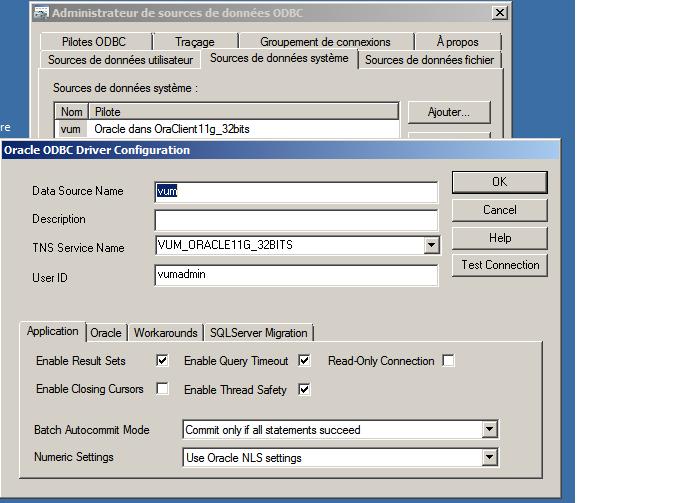 Administrateur de sources de données ODBC
Pilotes ODBC Traçage Groupement de connexions À propos
Sources de données utilisateur Sources de données système Sources de données fichier
Sources de données système :
Nom Pilote
Ajouter...
vum Oracle dans OraClient11g_32bits
re
Oracle ODBC Driver Configuration
Data Source Name vum OK
Description Cancel
TNS Service Name VUM_ORACLE11G_32BITS Help
User ID vumadmin Test Connection
Application Oracle Workarounds SQLServer Migration
Enable Result Sets Enable Query Timeout Read-Only Connection
Enable Closing Cursors Enable Thread Safety
Batch Autocommit Mode Commit only if all statements succeed
Numeric Settings Use Oracle NLS settings